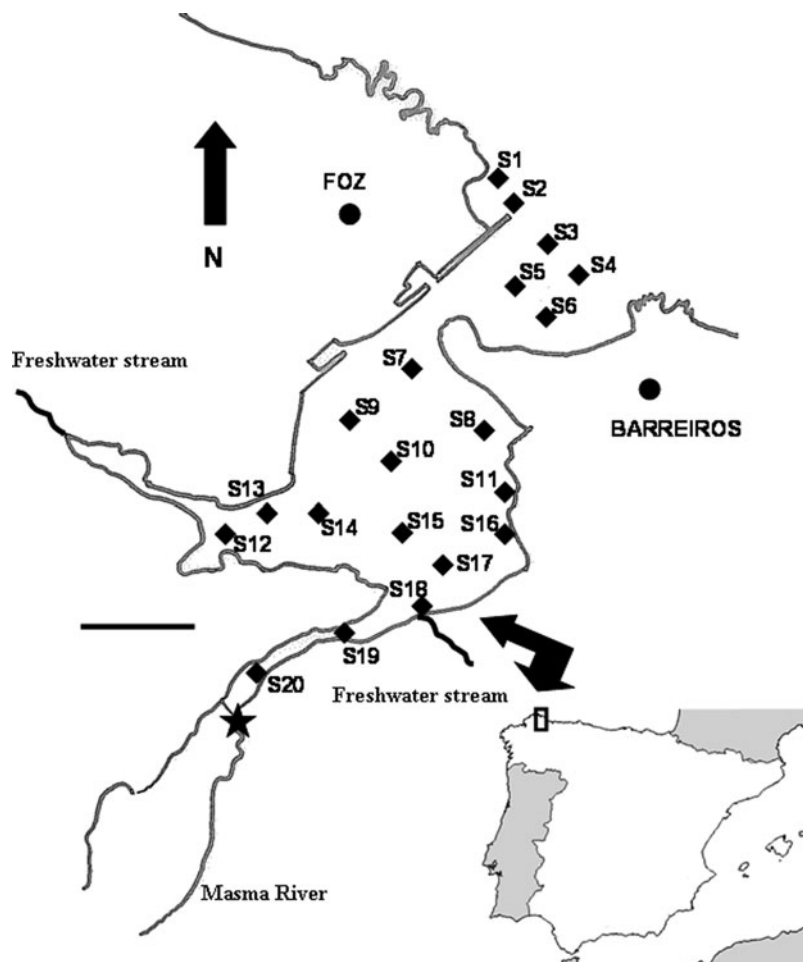 S1
FOZ
S2
N
S3
S4
S5
S6
S7
Freshwater stream
S9
S8
BARREIROS
S10
S11
S13
S14
S15
S16
S12
S17
S18
S19
S20
Freshwater stream
Masma River